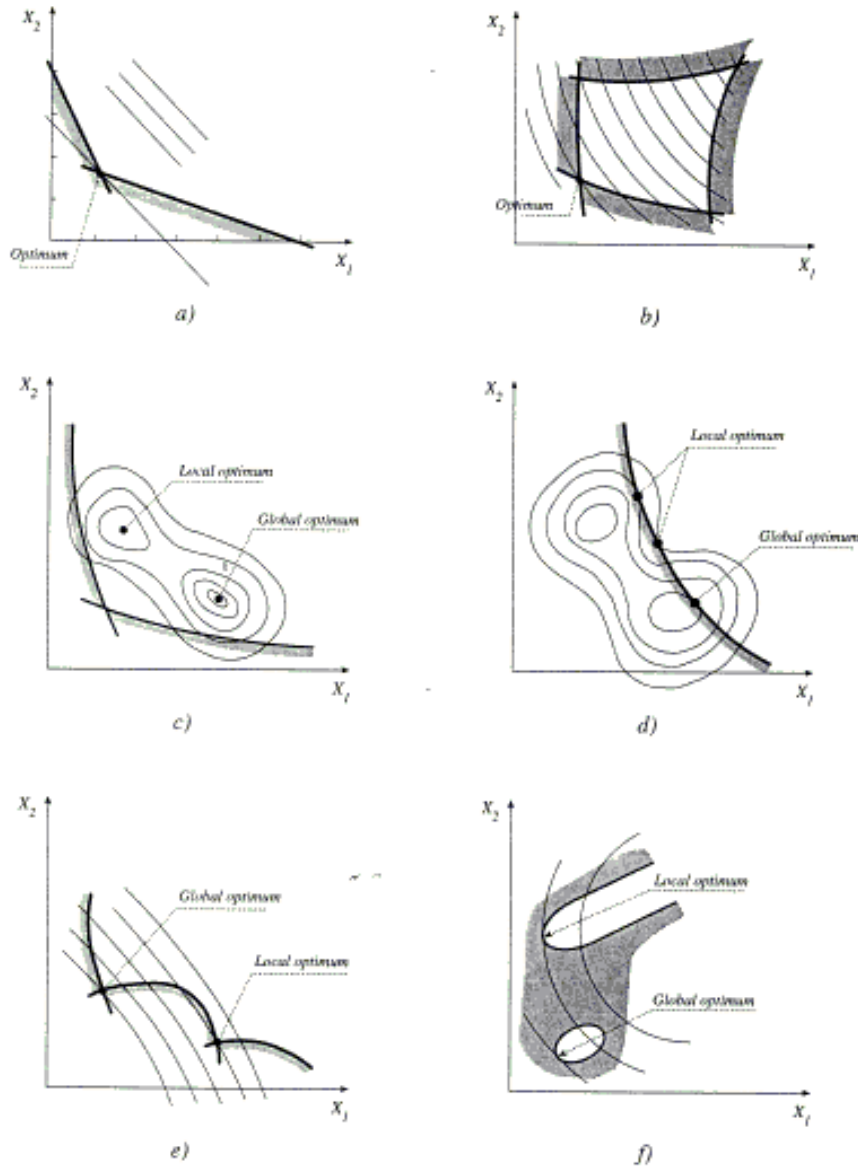 X2
Optimum
X1
a)
X2
Optimum
X1
b)
X2
Local optimum
Global optimum
X1
c)
X2
Local optimum
Global optimum
X1
d)
X2
Global optimum
Local optimum
X1
e)
X2
Local optimum
Global optimum
X1
f)